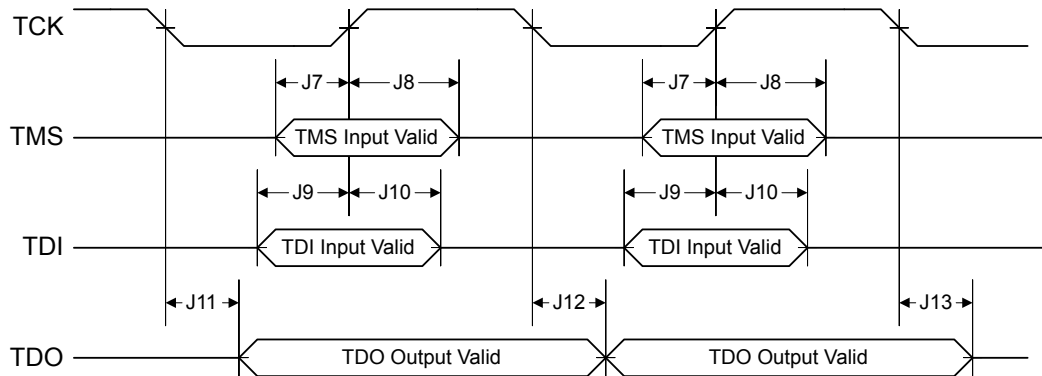 TCK
J7 J8 J7 J8
TMS TMS Input Valid TMS Input Valid
J9 J10 J9 J10
TDI TDI Input Valid TDI Input Valid
J11 J12 J13
TDO TDO Output Valid TDO Output Valid